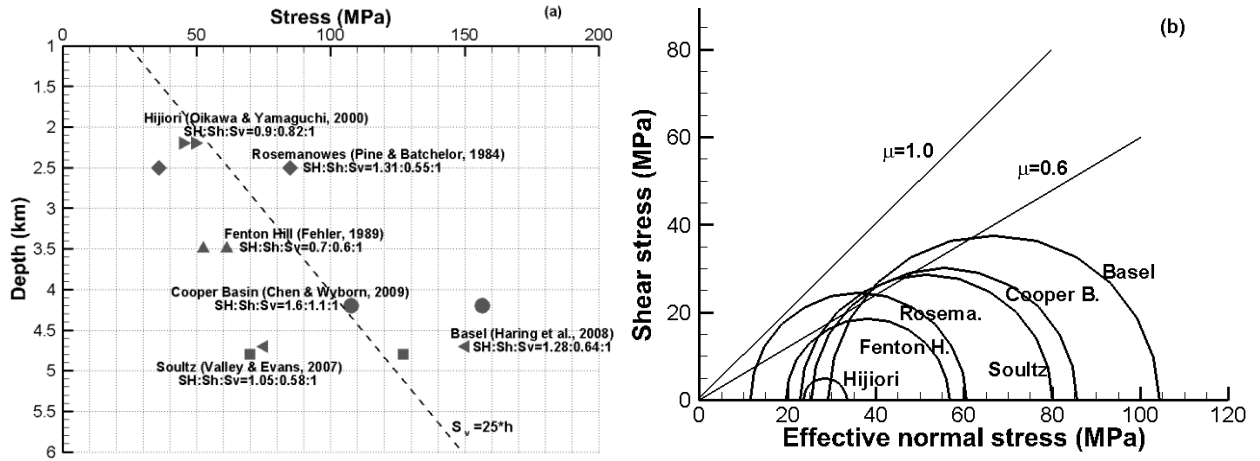 Stress (MPa)
(a)
0 50 100 150 200
Depth (km)
1
1.5
2
2.5
3
3.5
4
4.5
5
5.5
6
Hijiori (Oikawa & Yamaguchi, 2000)
SH:Sh:Sv=0.9:0.82:1
Rosemanowes (Pine & Batchelor, 1984)
SH:Sh:Sv=1.31:0.55:1
Fenton Hill (Fehler, 1989)
SH:Sh:Sv=0.7:0.6:1
Cooper Basin (Chen & Wyborn, 2009)
SH:Sh:Sv=1.6:1.1:1
Basel (Haring et al., 2008)
SH:Sh:Sv=1.28:0.64:1
Soultz (Valley & Evans, 2007)
SH:Sh:Sv=1.05:0.58:1
S v =25*h
(b)
Shear stress (MPa)
80
60
40
20
0
μ=1.0
μ=0.6
Basel
Cooper B.
Rosema.
Fenton H.
Soultz
Hijiori
0 20 40 60 80 100 120
Effective normal stress (MPa)